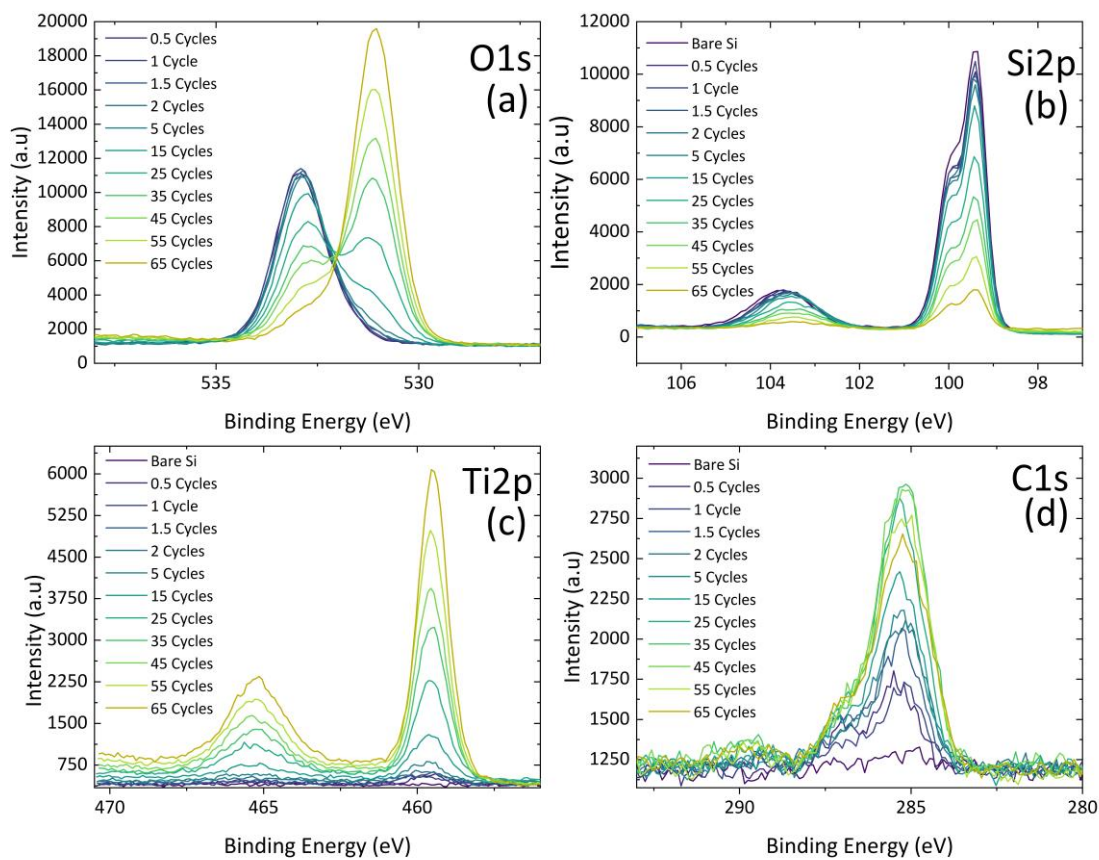 20000
18000
16000
14000
12000
10000
8000
6000
4000
2000
0
Intensity (a.u)
0.5 Cycles
1 Cycle
1.5 Cycles
2 Cycles
5 Cycles
15 Cycles
25 Cycles
35 Cycles
45 Cycles
55 Cycles
65 Cycles
O1s
(a)
535 530
Binding Energy (eV)
12000
10000
8000
6000
4000
2000
0
Intensity (a.u)
Bare Si
0.5 Cycles
1 Cycle
1.5 Cycles
2 Cycles
5 Cycles
15 Cycles
25 Cycles
35 Cycles
45 Cycles
55 Cycles
65 Cycles
Si2p
(b)
106 104 102 100 98
Binding Energy (eV)
6000
5250
4500
3750
3000
2250
1500
750
Intensity (a.u)
Bare Si
0.5 Cycles
1 Cycle
1.5 Cycles
2 Cycles
5 Cycles
15 Cycles
25 Cycles
35 Cycles
45 Cycles
55 Cycles
65 Cycles
Ti2p
(c)
470 465 460
Binding Energy (eV)
3000
2750
2500
2250
2000
1750
1500
1250
Intensity (a.u)
Bare Si
0.5 Cycles
1 Cycle
1.5 Cycles
2 Cycles
5 Cycles
15 Cycles
25 Cycles
35 Cycles
45 Cycles
55 Cycles
65 Cycles
C1s
(d)
290 285 280
Binding Energy (eV)